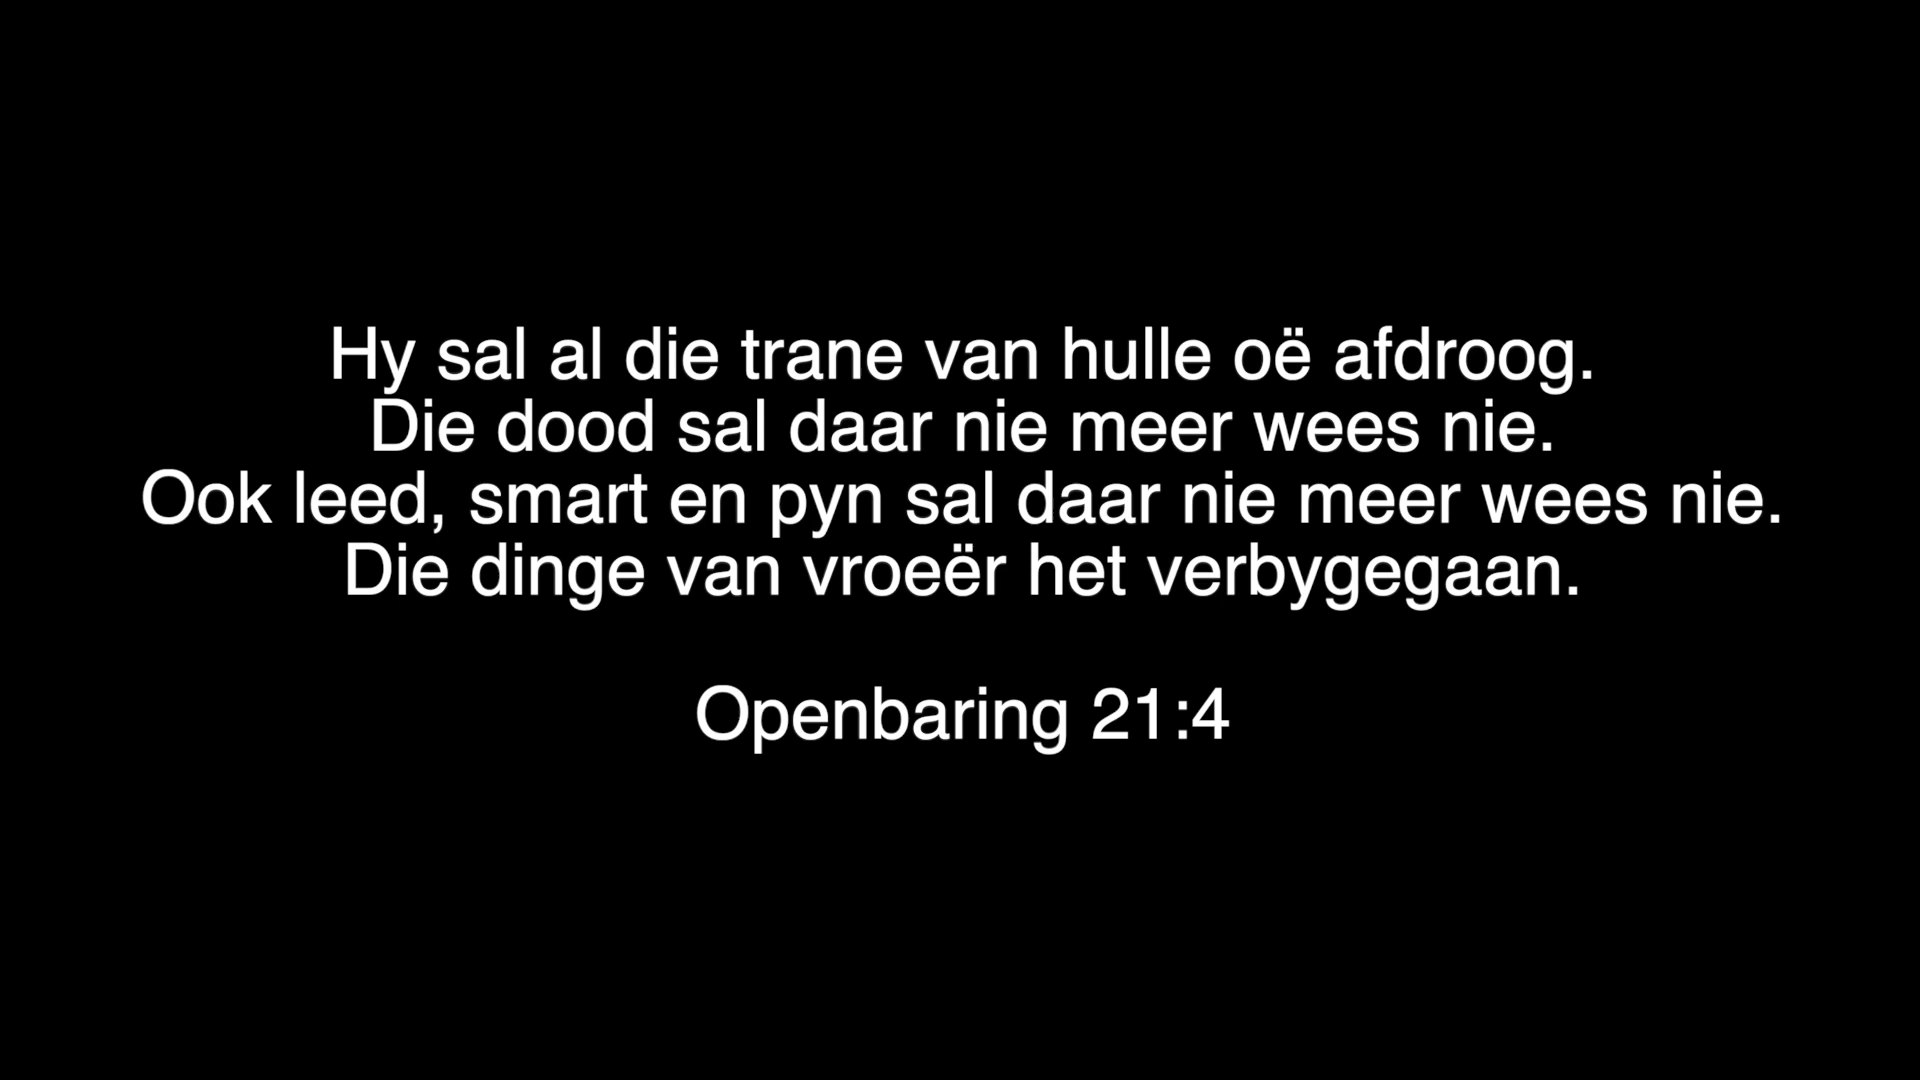 Hy sal al die trane van hulle oë afdroog.
Die dood sal daar nie meer wees nie.
Ook leed, smart en pyn sal daar nie meer wees nie.
Die dinge van vroeër het verbygegaan.
Openbaring 21:4